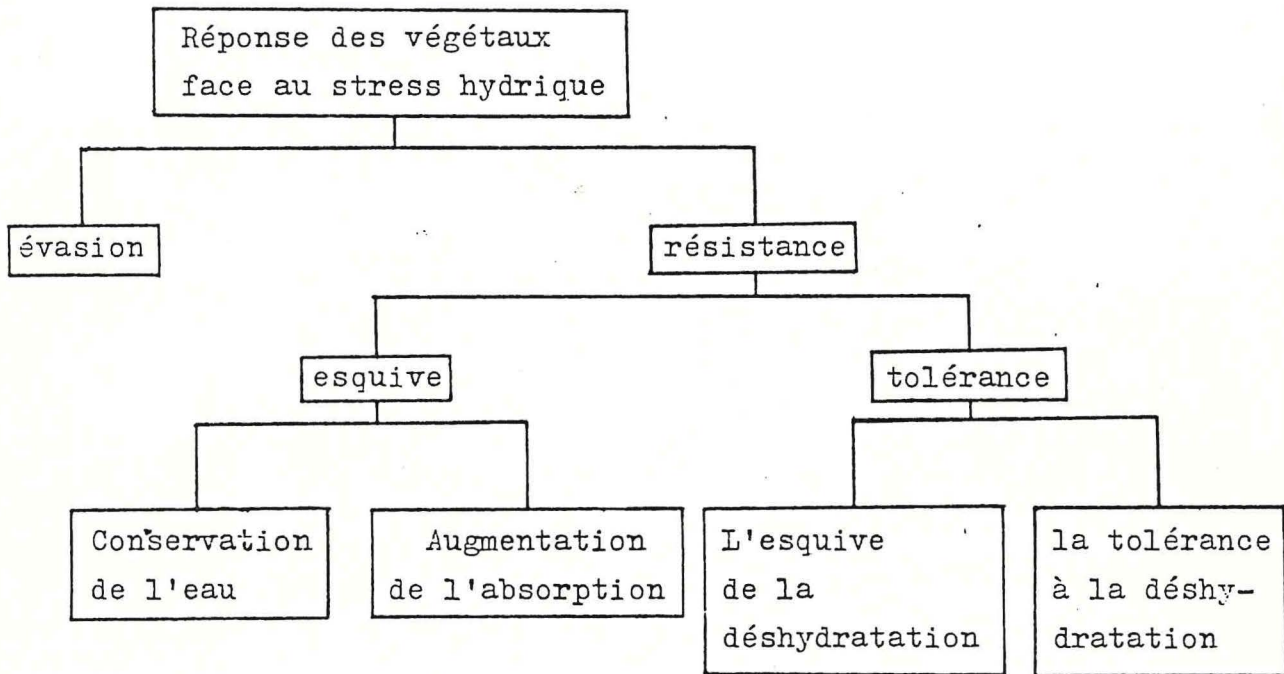 Réponse des végétaux
face au stress hydrique
évasion
résistance
esquive
tolérance
Conservation
de l'eau
Augmentation
de l'absorption
L'esquive
de la
déshydratation
la tolérance
à la déshy-
dratation